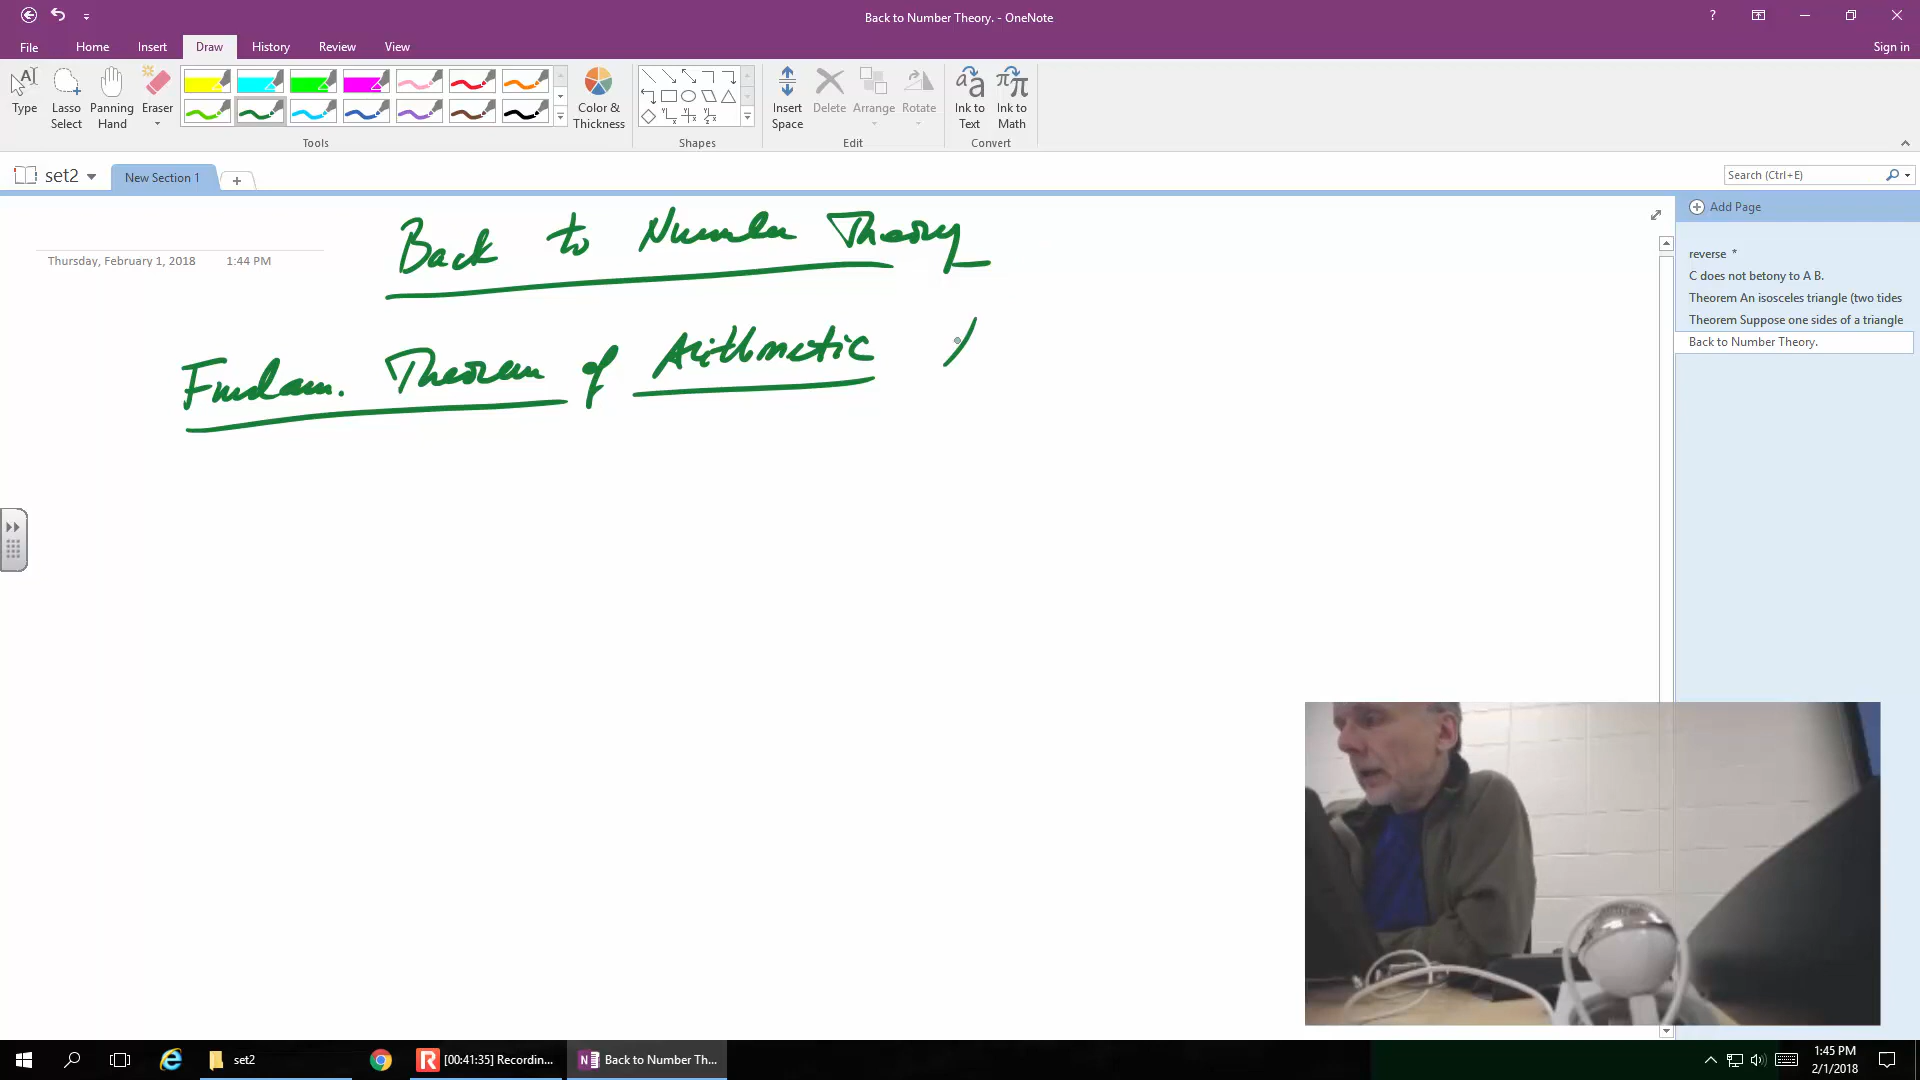 Back to Number Theory. - OneNote
?
File
Home
Insert
Draw
History
Review
View
Sign in
Type
Lasso Select
Panning Hand
Eraser
Color & Thickness
Insert Space
Delete
Arrange
Rotate
Ink to Text
Ink to Math
Tools
Shapes
Edit
Convert
set2
New Section 1
Search (Ctrl+E)
Add Page
Back to Number Theory
Thursday, February 1, 2018
1:44 PM
Fundam. Theorem of Arithmetic
reverse *
C does not betony to A B.
Theorem An isosceles triangle (two tides
Theorem Suppose one sides of a triangle
Back to Number Theory.
set2
[00:41:35] Recordin...
Back to Number Th...
1:45 PM
2/1/2018